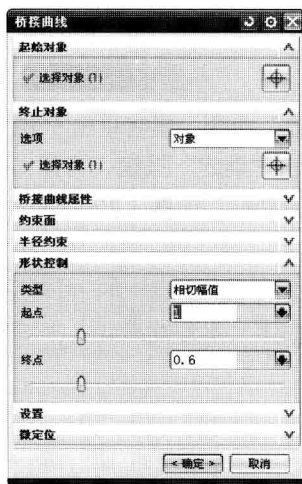 桥接曲线
起始对象
选择对象 (1)
终止对象
选项 对象
选择对象 (1)
桥接曲线属性
约束面
半径约束
形状控制
类型 相切幅值
起点 1
终点 0.6
设置
微定位
<确定> 取消